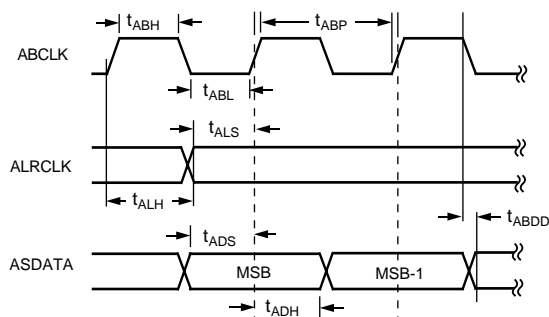 tABH
tABP
ABCLK
tABL
tALS
ALRCLK
tALH
tABDD
tADS
ASDATA
MSB
MSB-1
tADH